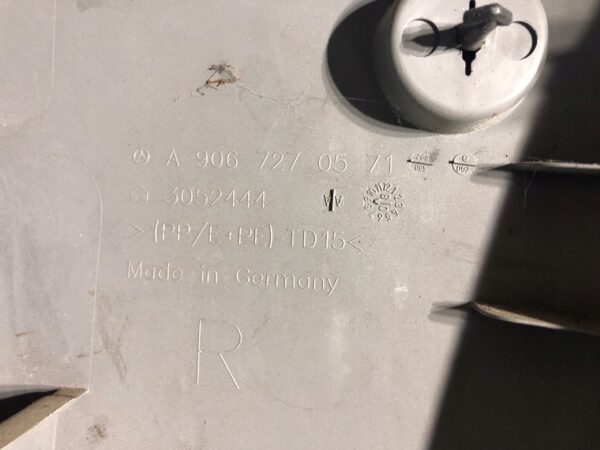 A 906 727 05 71
3052444
>(PP/E+PE)-TD15<
Made in Germany
R